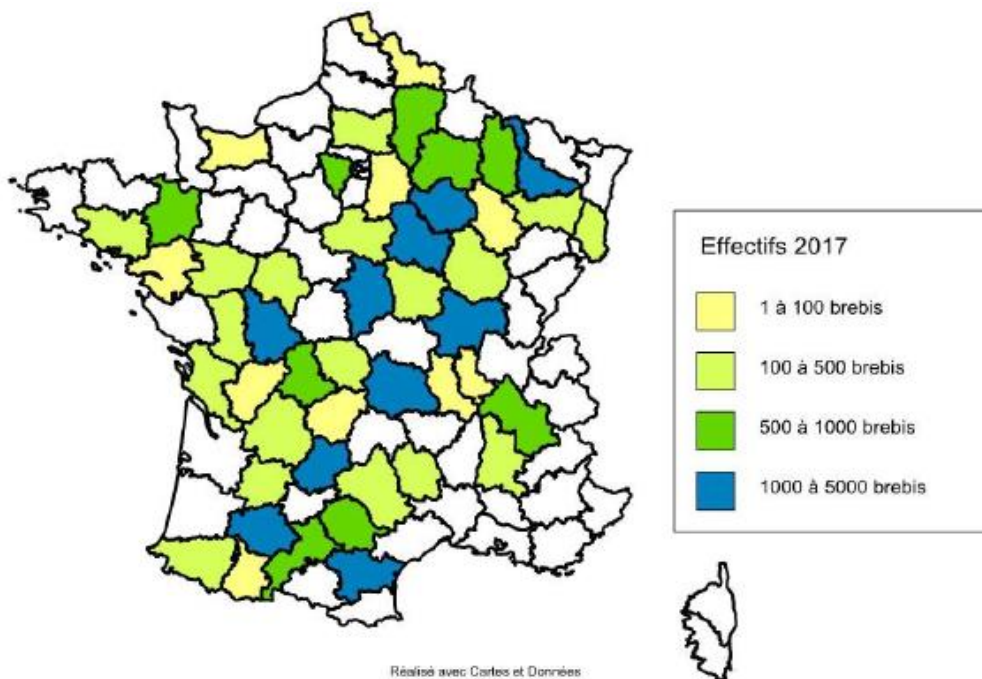 Effectifs 2017
1 à 100 brebis
100 à 500 brebis
500 à 1000 brebis
1000 à 5000 brebis
Réalisé avec Cartes et Données